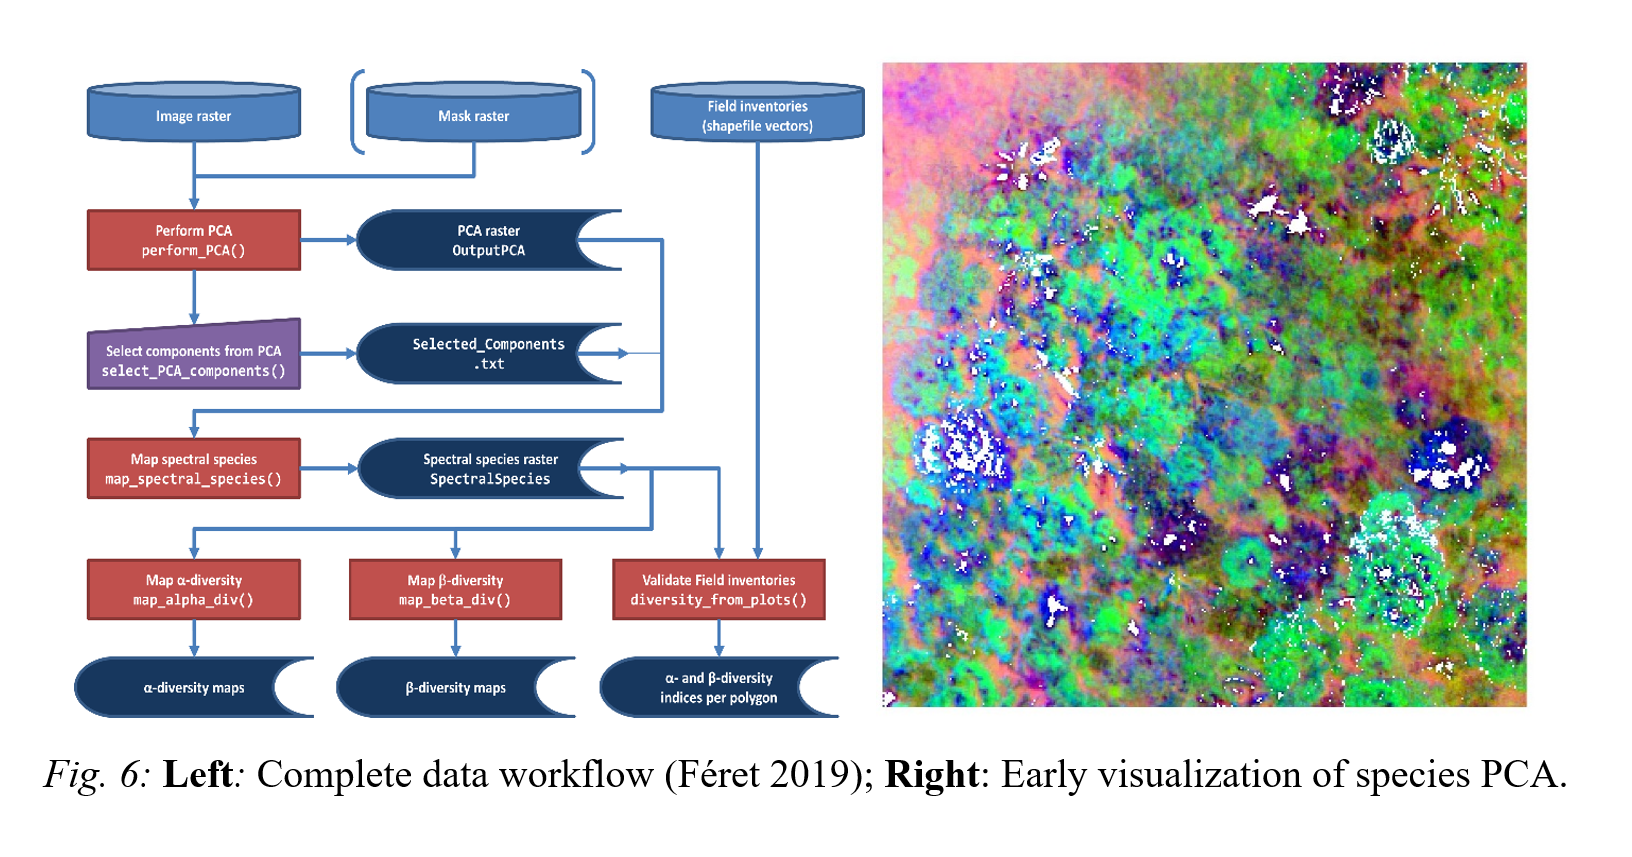 Image raster
Mask raster
Field inventories
(shapefile vectors)
Perform PCA
perform_PCA()
PCA raster
OutputPCA
Select components from PCA
select_PCA_components()
Selected_Components
.txt
Map spectral species
map_spectral_species()
Spectral species raster
SpectralSpecies
Map α-diversity
map_alpha_div()
Map β-diversity
map_beta_div()
Validate Field inventories
diversity_from_plots()
α-diversity maps
β-diversity maps
α- and β-diversity
indices per polygon
Fig. 6: Left: Complete data workflow (Féret 2019); Right: Early visualization of species PCA.